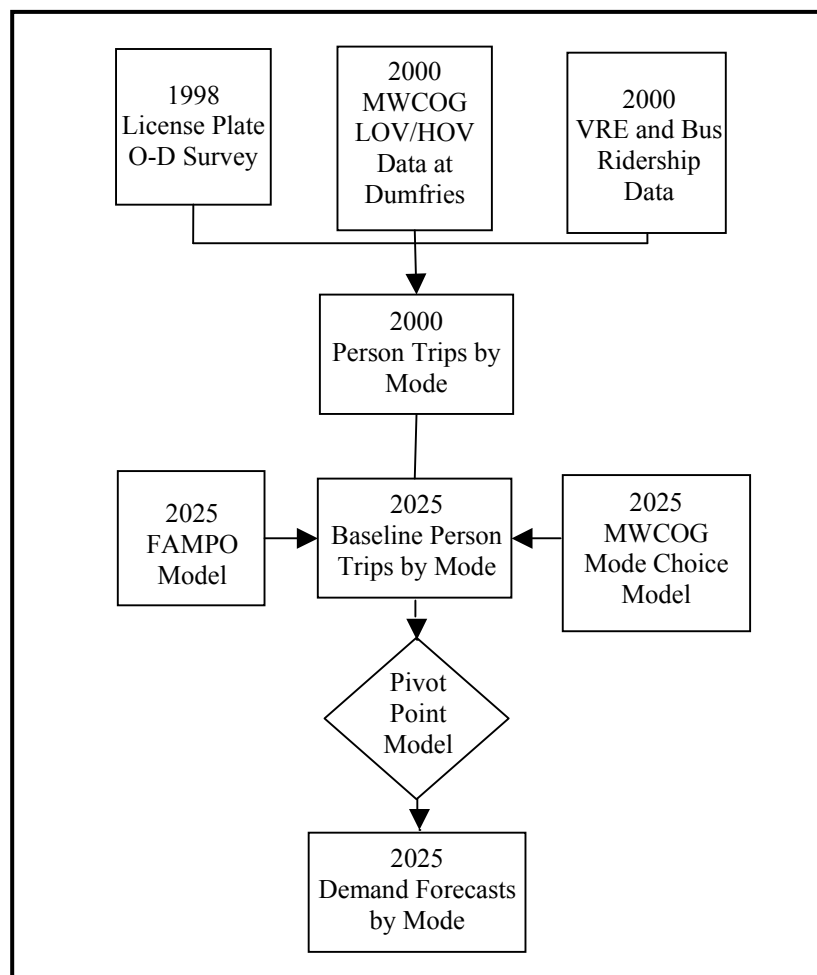 1998
License Plate
O-D Survey
2000
MWCOG
LOV/HOV
Data at
Dumfries
2000
VRE and Bus
Ridership
Data
2000
Person Trips by
Mode
2025
FAMPO
Model
2025
Baseline Person
Trips by Mode
2025
MWCOG
Mode Choice
Model
Pivot
Point
Model
2025
Demand Forecasts
by Mode